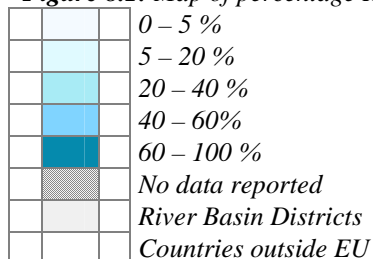 0 – 5 %
5 – 20 %
20 – 40 %
40 – 60%
60 – 100 %
No data reported
River Basin Districts
Countries outside EU